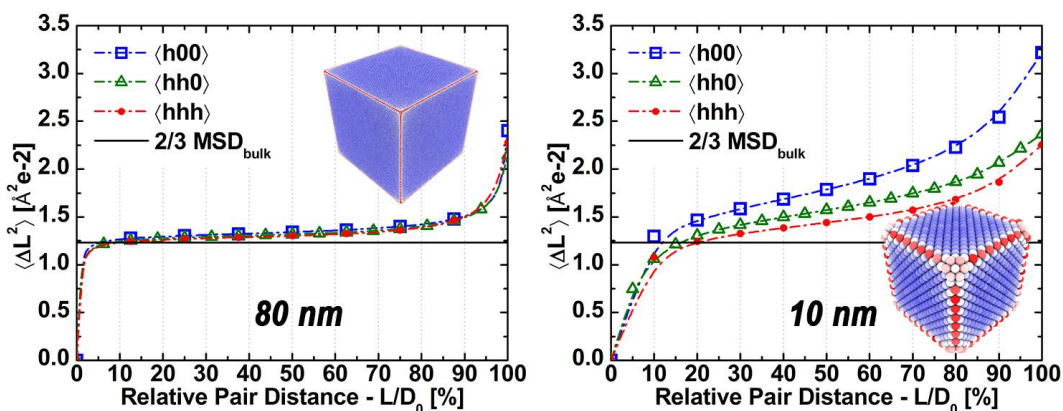 3.5
3.0
2.5
2.0
1.5
1.0
0.5
0.0
⟨ΔL²⟩ [Å²e-2]
⟨h00⟩
⟨hh0⟩
⟨hhh⟩
2/3 MSD_bulk
80 nm
0 10 20 30 40 50 60 70 80 90 100
Relative Pair Distance - L/D₀ [%]
3.5
3.0
2.5
2.0
1.5
1.0
0.5
0.0
⟨ΔL²⟩ [Å²e-2]
⟨h00⟩
⟨hh0⟩
⟨hhh⟩
2/3 MSD_bulk
10 nm
0 10 20 30 40 50 60 70 80 90 100
Relative Pair Distance - L/D₀ [%]